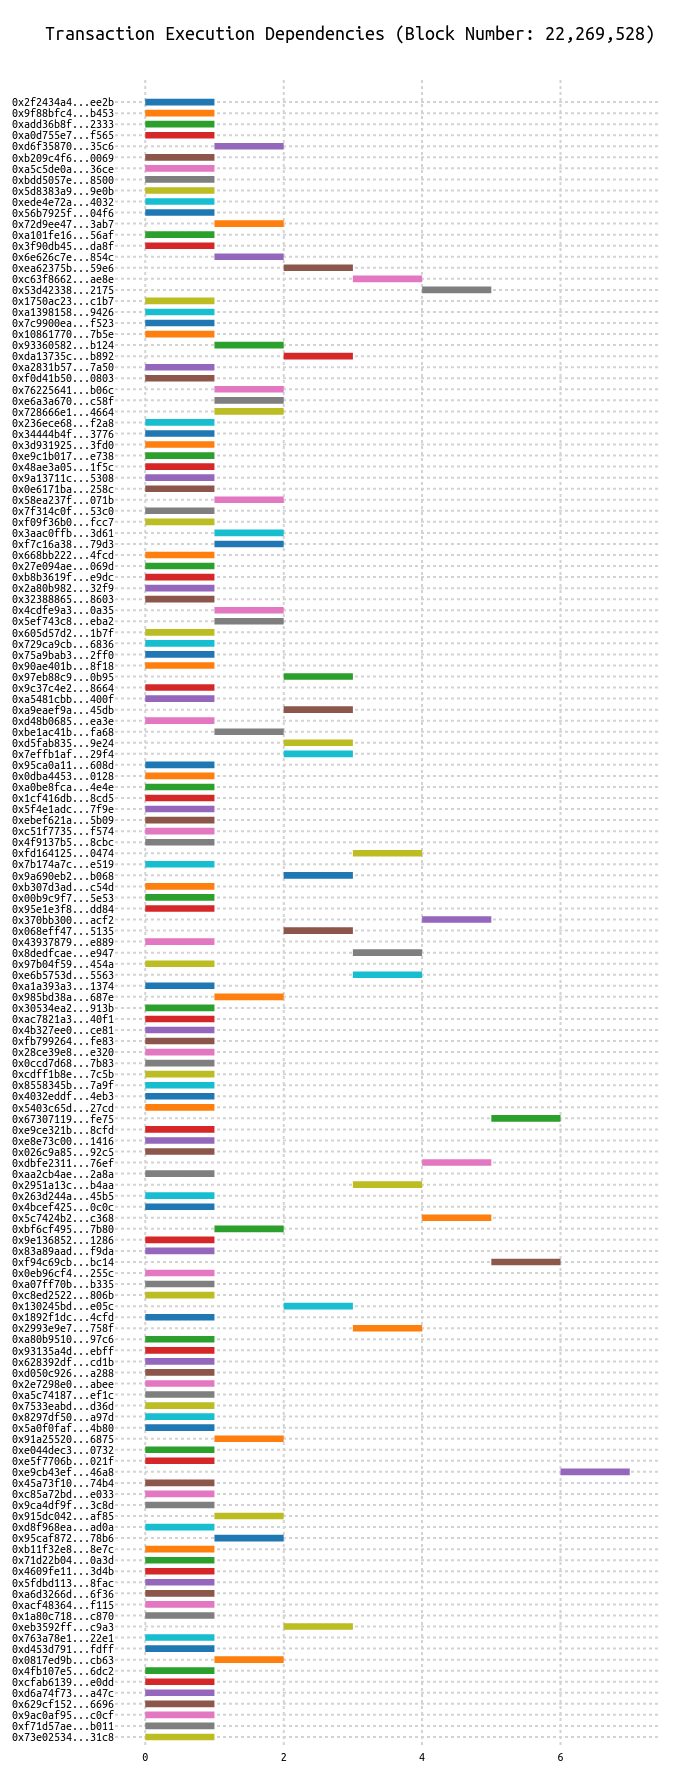 Transaction Execution Dependencies (Block Number: 22,269,528)
0x2f2434a4...ee2b
0x9f88bfc4...b453
0xadd36b8f...2333
0xa0d755e7...f565
0xd6f35870...35c6
0xb209c4f6...0069
0xa5c5de0a...36ce
0xbdd5057e...8500
0x5d8383a9...9e0b
0xede4e72a...4032
0x56b7925f...04f6
0x72d9ee47...3ab7
0xa101fe16...56af
0x3f90db45...da8f
0x6e626c7e...854c
0xea62375b...59e6
0xc63f8662...ae8e
0x53d42338...2175
0x1750ac23...c1b7
0xa1398158...9426
0x7c9900ea...f523
0x10861770...7b5e
0x93360582...b124
0xda13735c...b892
0xa2831b57...7a50
0xf0d41b50...0803
0x76225641...b06c
0xe6a3a670...c58f
0x728666e1...4664
0x236ece68...f2a8
0x34444b4f...3776
0x3d931925...3fd0
0xe9c1b017...e738
0x48ae3a05...1f5c
0x9a13711c...5308
0x0e6171ba...258c
0x58ea237f...071b
0x7f314c0f...53c0
0xf09f36b0...fcc7
0x3aac0ffb...3d61
0xf7c16a38...79d3
0x668bb222...4fcd
0x27e094ae...069d
0xb8b3619f...e9dc
0x2a80b982...32f9
0x32388865...8603
0x4cdfe9a3...0a35
0x5ef743c8...eba2
0x605d57d2...1b7f
0x729ca9cb...6836
0x75a9bab3...2ff0
0x90ae401b...8f18
0x97eb88c9...0b95
0x9c37c4e2...8664
0xa5481cbb...400f
0xa9eaef9a...45db
0xd48b0685...ea3e
0xbe1ac41b...fa68
0xd5fab835...9e24
0x7effb1af...29f4
0x95ca0a11...608d
0x0dba4453...0128
0xa0be8fca...4e4e
0x1cf416db...8cd5
0x5f4e1adc...7f9e
0xebef621a...5b09
0xc51f7735...f574
0x4f9137b5...8cbc
0xfd164125...0474
0x7b174a7c...e519
0x9a690eb2...b068
0xb307d3ad...c54d
0x00b9c9f7...5e53
0x95e1e3f8...dd84
0x370bb300...acf2
0x068eff47...5135
0x43937879...e889
0x8dedfcae...e947
0x97b04f59...454a
0xe6b5753d...5563
0xa1a393a3...1374
0x985bd38a...687e
0x30534ea2...913b
0xac7821a3...40f1
0x4b327ee0...ce81
0xfb799264...fe83
0x28ce39e8...e320
0x0ccd7d68...7b83
0xcdff1b8e...7c5b
0x8558345b...7a9f
0x4032eddf...4eb3
0x5403c65d...27cd
0x67307119...fe75
0xe9ce321b...8cfd
0xe8e73c00...1416
0x026c9a85...92c5
0xdbfe2311...76ef
0xaa2cb4ae...2a8a
0x2951a13c...b4aa
0x263d244a...45b5
0x4bcef425...0c0c
0x5c7424b2...c368
0xbf6cf495...7b80
0x9e136852...1286
0x83a89aad...f9da
0xf94c69cb...bc14
0x0eb96cf4...255c
0xa07ff70b...b335
0xc8ed2522...806b
0x130245bd...e05c
0x1892f1dc...4cfd
0x2993e9e7...758f
0xa80b9510...97c6
0x93135a4d...ebff
0x628392df...cd1b
0xd050c926...a288
0x2e7298e0...abee
0xa5c74187...ef1c
0x7533eabd...d36d
0x8297df50...a97d
0x5a0f0faf...4b80
0x91a25520...6875
0xe044dec3...0732
0xe5f7706b...021f
0xe9cb43ef...46a8
0x45a73f10...74b4
0xc85a72bd...e033
0x9ca4df9f...3c8d
0x915dc042...af85
0xd8f968ea...ad0a
0x95caf872...78b6
0xb11f32e8...8e7c
0x71d22b04...0a3d
0x4609fe11...3d4b
0x5fdbd113...8fac
0xa6d3266d...6f36
0xacf48364...f115
0x1a80c718...c870
0xeb3592ff...c9a3
0x763a78e1...22e1
0xd453d791...fdff
0x0817ed9b...cb63
0x4fb107e5...6dc2
0xcfab6139...e0dd
0xd6a74f73...a47c
0x629cf152...6696
0x9ac0af95...c0cf
0xf71d57ae...b011
0x73e02534...31c8
0 2 4 6